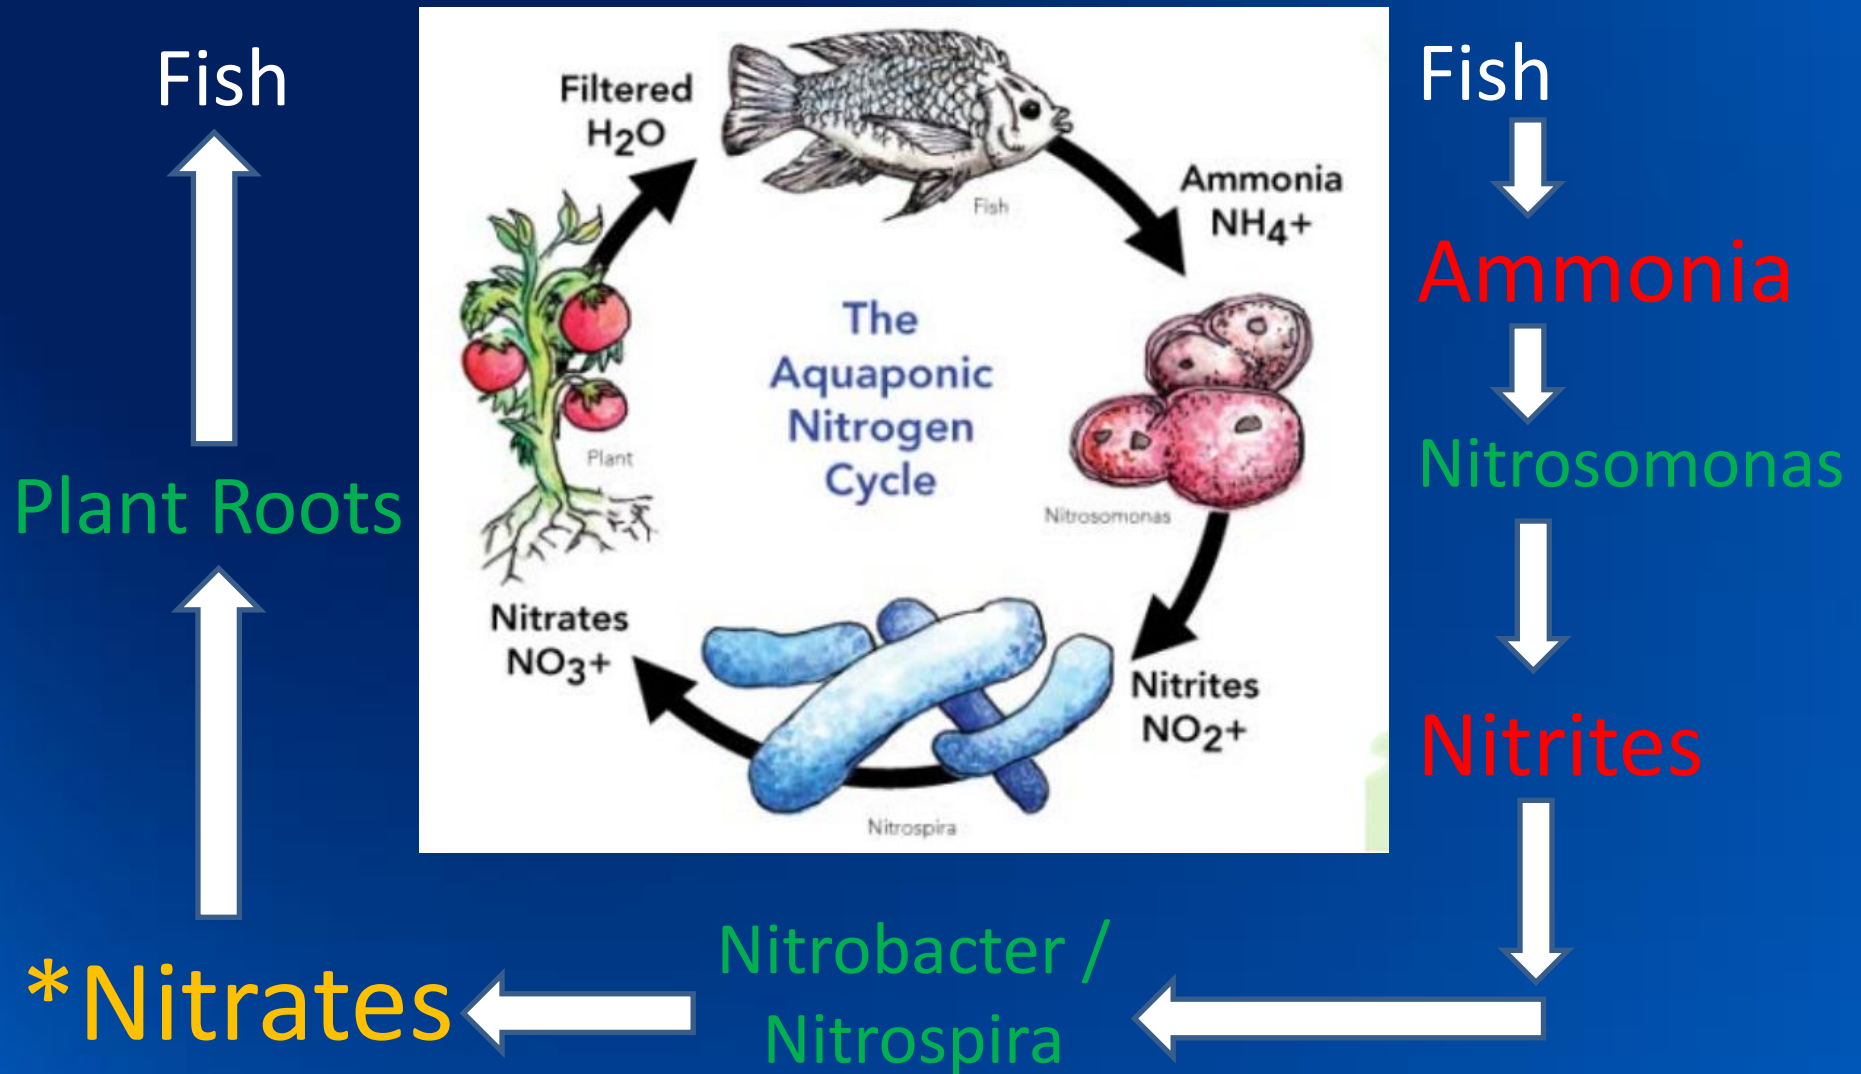 Fish
Plant Roots
*Nitrates
Filtered
H2O
Fish
Ammonia
NH4+
The
Aquaponic
Nitrogen
Cycle
Plant
Nitrosomonas
Nitrates
NO3+
Nitrites
NO2+
Nitrospira
Fish
Ammonia
Nitrosomonas
Nitrites
Nitrobacter /
Nitrospira